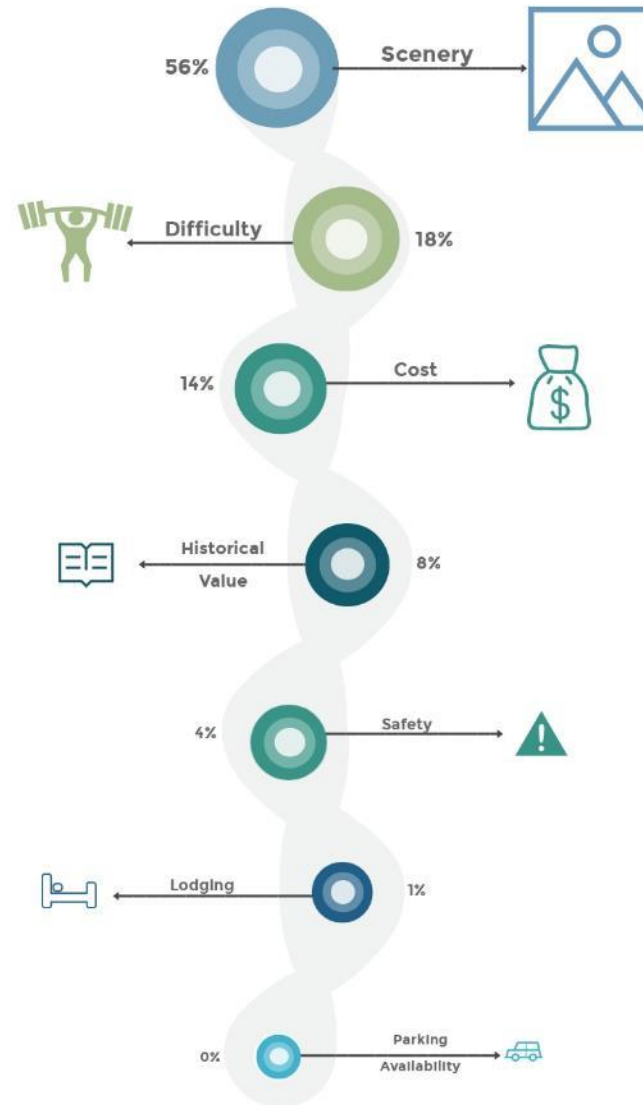 56%
Scenery
Difficulty
18%
14%
Cost
$
Historical
Value
8%
4%
Safety
!
Lodging
1%
0%
Parking
Availability